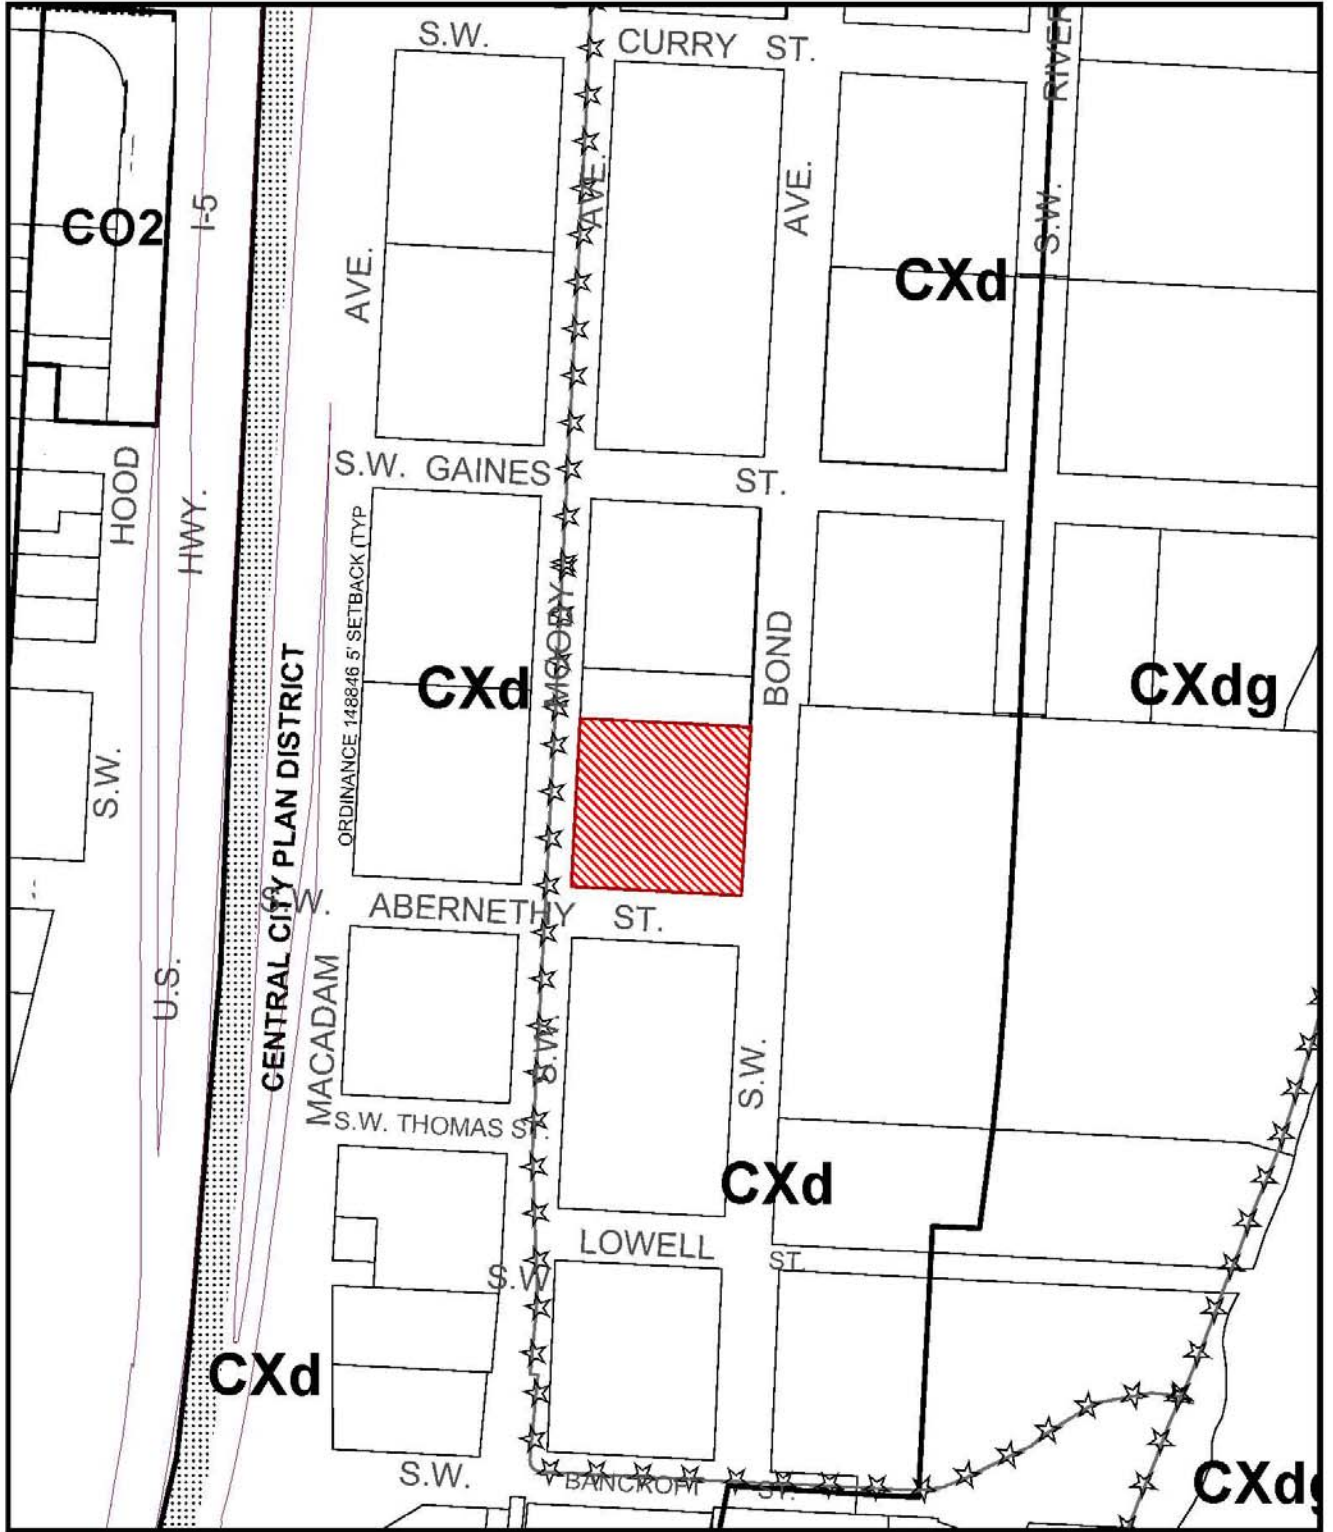 S.W. CURRY ST.
RIVER
S.W.
CO2
I-5
AVE.
AVE.
AVE.
CXd
S.W. GAINES ST.
HOOD
HWY.
ORDINANCE 148846 5' SETBACK (TYP
MOODY
BOND
CXd
CXdg
S.W.
CENTRAL CITY PLAN DISTRICT
S.W. ABERNETHY ST.
U.S.
MACADAM
S.W.
S.W.
S.W. THOMAS ST.
CXd
S.W. LOWELL ST.
CXd
S.W. BANCROFT ST.
CXdg